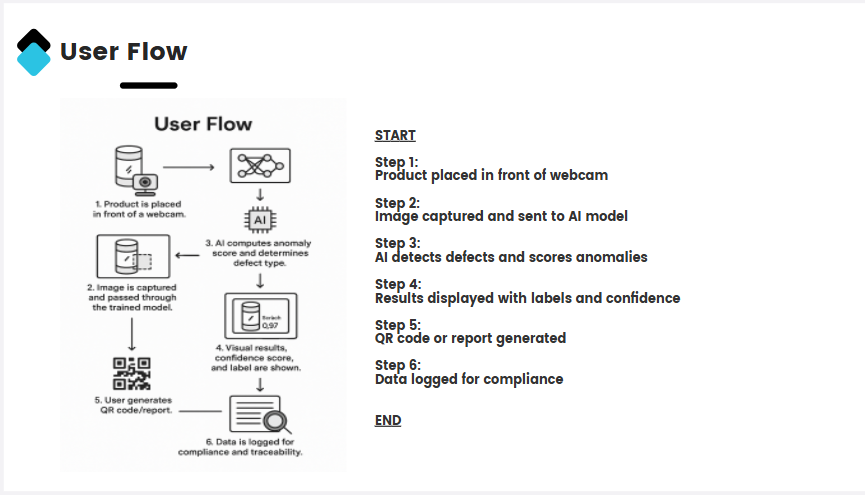 User Flow
User Flow
1. Product is placed
in front of a webcam.
AI
3. AI computes anomaly
score and determines
defect type.
2. Image is captured
and passed through
the trained model.
0,97
4. Visual results,
confidence score,
and label are shown.
5. User generates
QR code/report.
6. Data is logged for
compliance and traceability.
START
Step 1:
Product placed in front of webcam
Step 2:
Image captured and sent to AI model
Step 3:
AI detects defects and scores anomalies
Step 4:
Results displayed with labels and confidence
Step 5:
QR code or report generated
Step 6:
Data logged for compliance
END